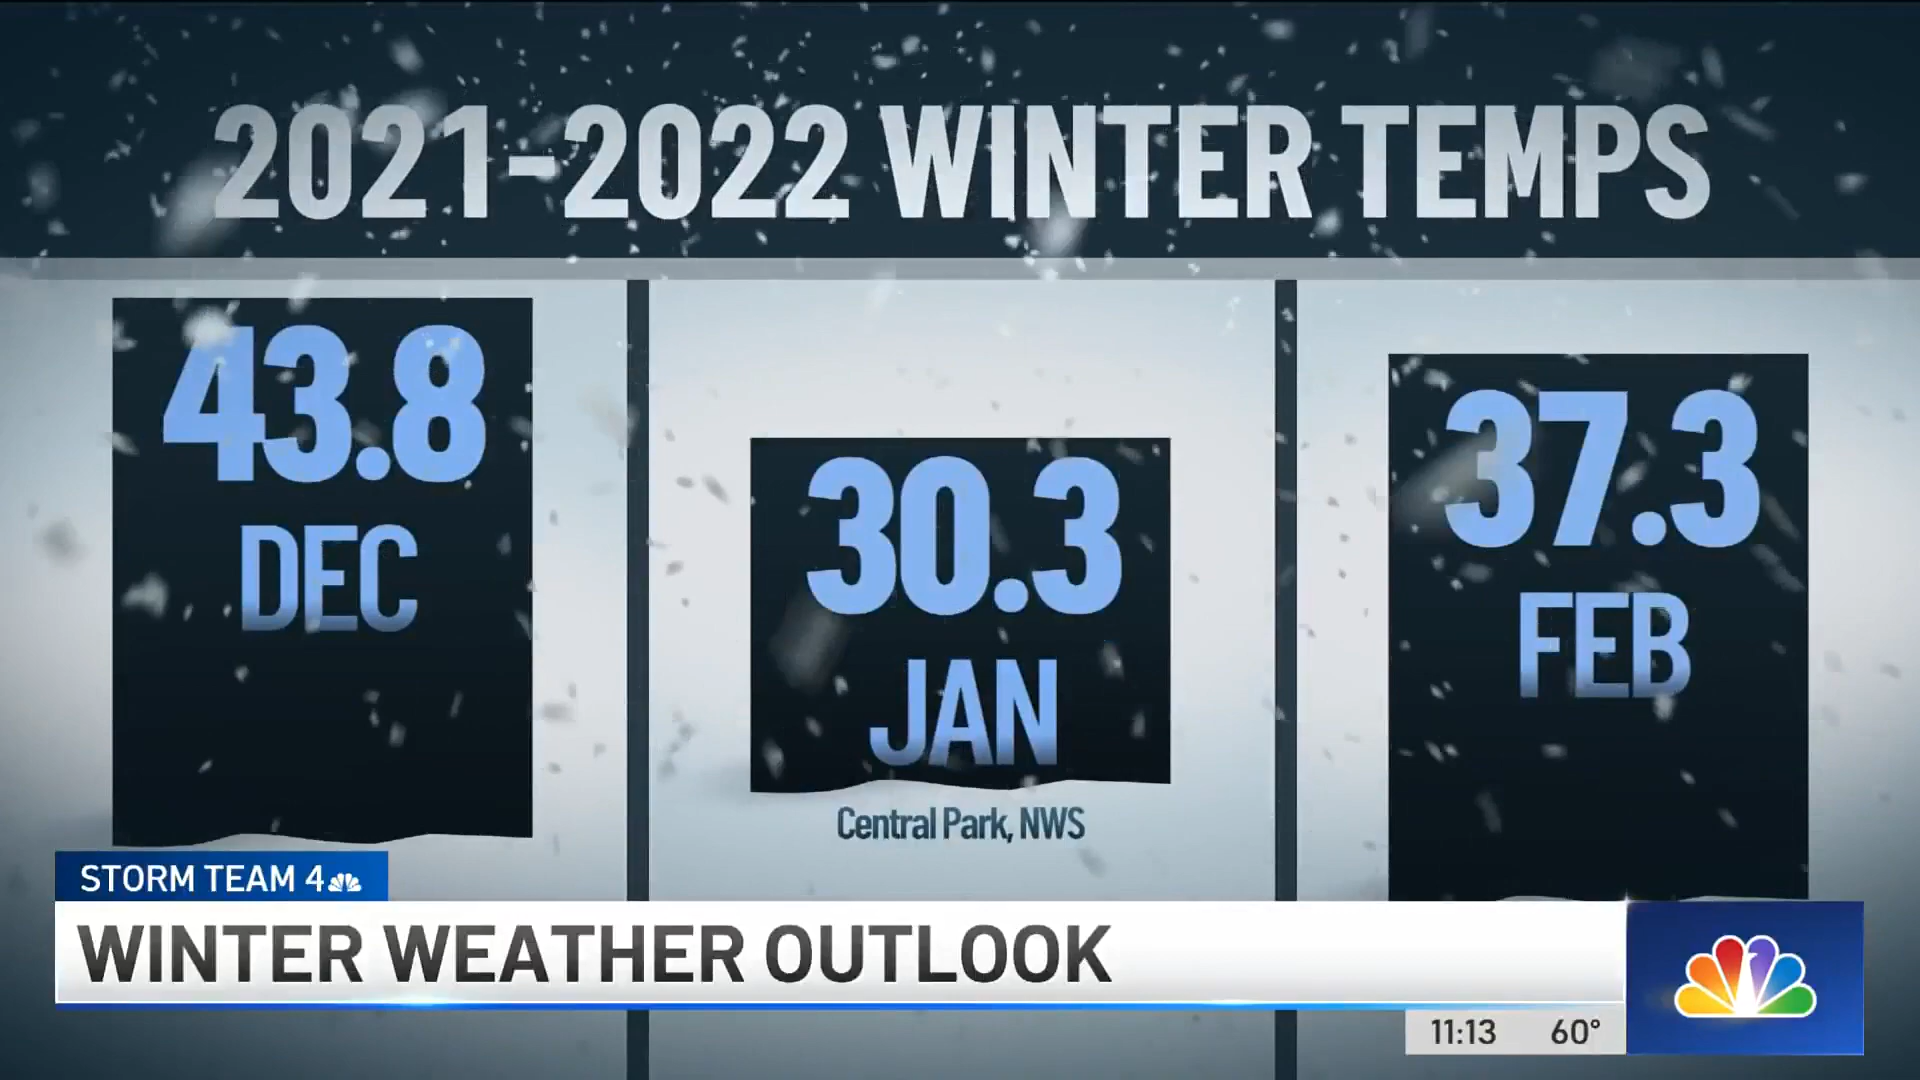 2021-2022 WINTER TEMPS
43.8
DEC
30.3
JAN
37.3
FEB
Central Park, NWS
STORM TEAM 4
WINTER WEATHER OUTLOOK
11:13 60°